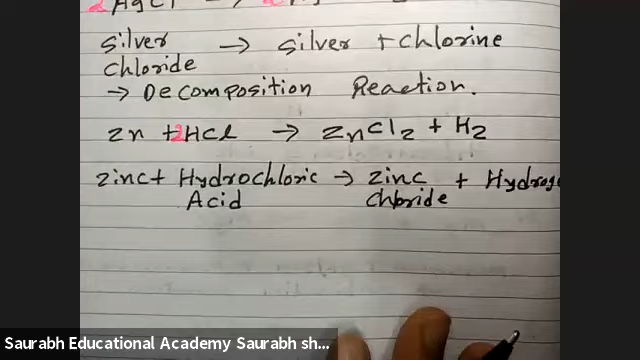 2AgCl →
silver → silver + chlorine
chloride
→ Decomposition Reaction.
Zn + 2HCl → ZnCl2 + H2
zinc + Hydrochloric → zinc + Hydroge
Acid chloride
Saurabh Educational Academy Saurabh sh...